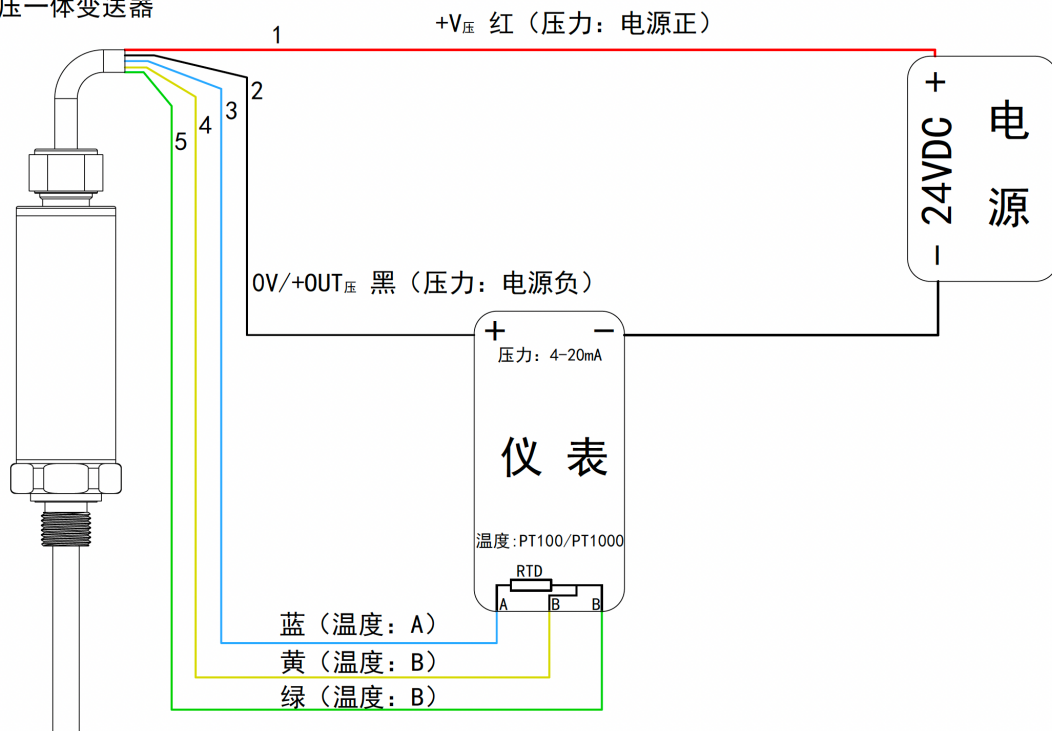 压一体变送器
1
+V压 红（压力：电源正）
2
3
4
5
+
24VDC
-
电
源
0V/+OUT压 黑（压力：电源负）
+ -
压力：4-20mA
仪表
温度:PT100/PT1000
RTD
A B B
蓝（温度：A）
黄（温度：B）
绿（温度：B）